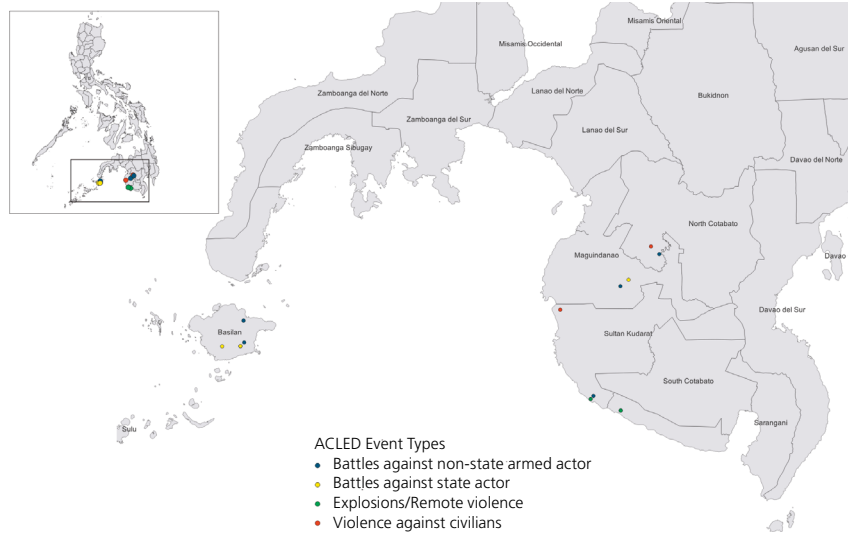 Misamis Oriental
Misamis Occidental
Agusan del Sur
Zamboanga del Norte
Lanao del Norte
Bukidnon
Zamboanga del Sur
Lanao del Sur
Zamboanga Sibugay
Davao del Norte
North Cotabato
Maguindanao
Davao
Davao del Sur
Basilan
Sultan Kudarat
South Cotabato
Sarangani
Sulu
ACLED Event Types
Battles against non-state armed actor
Battles against state actor
Explosions/Remote violence
Violence against civilians